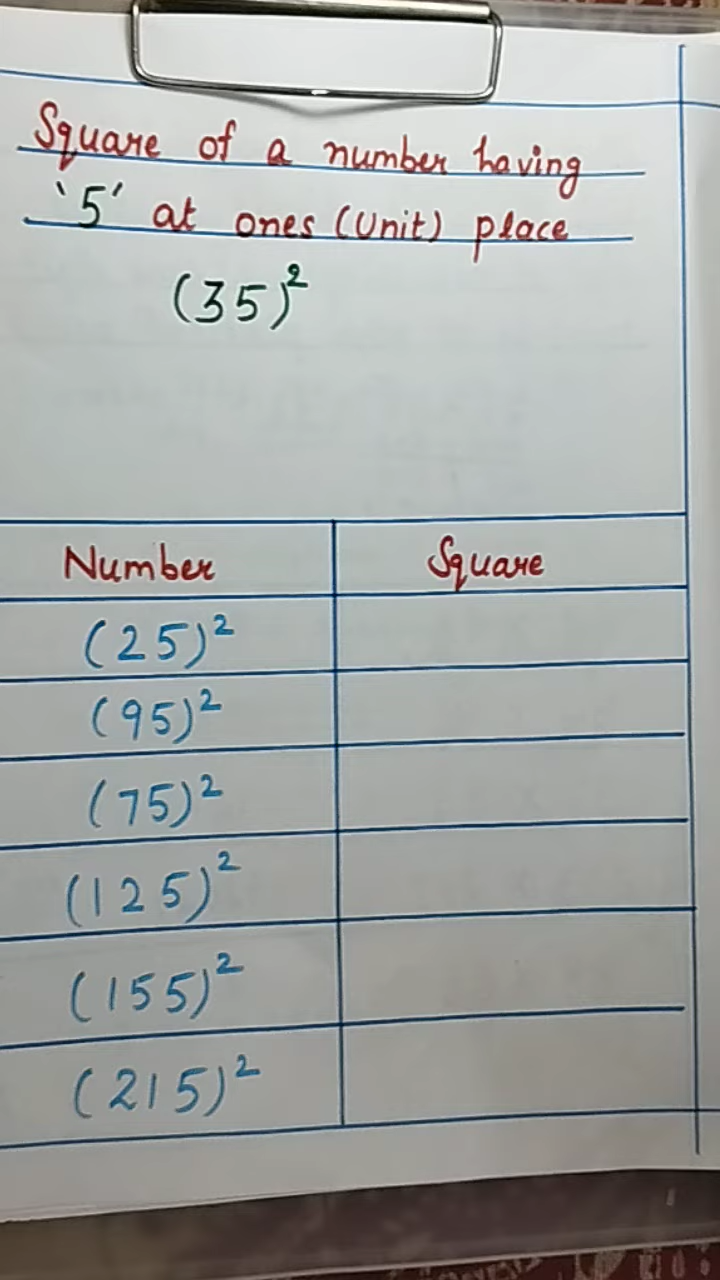 Square of a number having
'5' at ones (Unit) place
(35)²
Number Square
(25)²
(95)²
(75)²
(125)²
(155)²
(215)²